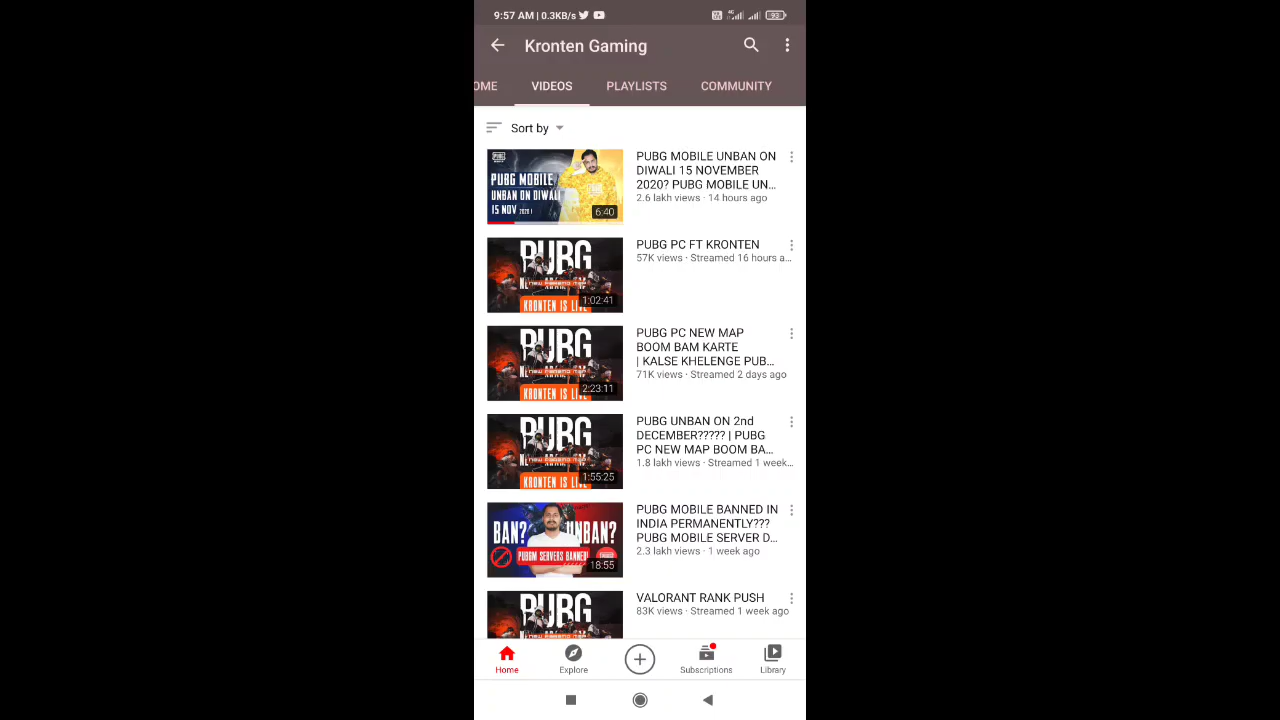 9:57 AM | 0.3KB/s
4G
93
Kronten Gaming
OME VIDEOS PLAYLISTS COMMUNITY
Sort by
PUBG MOBILE
UNBAN ON DIWALI
15 NOV 2020 !
6:40
PUBG MOBILE UNBAN ON
DIWALI 15 NOVEMBER
2020? PUBG MOBILE UN...
2.6 lakh views · 14 hours ago
PUBG
KRONTEN IS LIVE
1:02:41
PUBG PC FT KRONTEN
57K views · Streamed 16 hours a...
PUBG
KRONTEN IS LIVE
2:23:11
PUBG PC NEW MAP
BOOM BAM KARTE
| KALSE KHELENGE PUB...
71K views · Streamed 2 days ago
PUBG
KRONTEN IS LIVE
1:55:25
PUBG UNBAN ON 2nd
DECEMBER????? | PUBG
PC NEW MAP BOOM BA...
1.8 lakh views · Streamed 1 week...
BAN? UNBAN?
PUBGM SERVERS BANNED!
18:55
PUBG MOBILE BANNED IN
INDIA PERMANENTLY???
PUBG MOBILE SERVER D...
2.3 lakh views · 1 week ago
PUBG
VALORANT RANK PUSH
83K views · Streamed 1 week ago
Home Explore Subscriptions Library